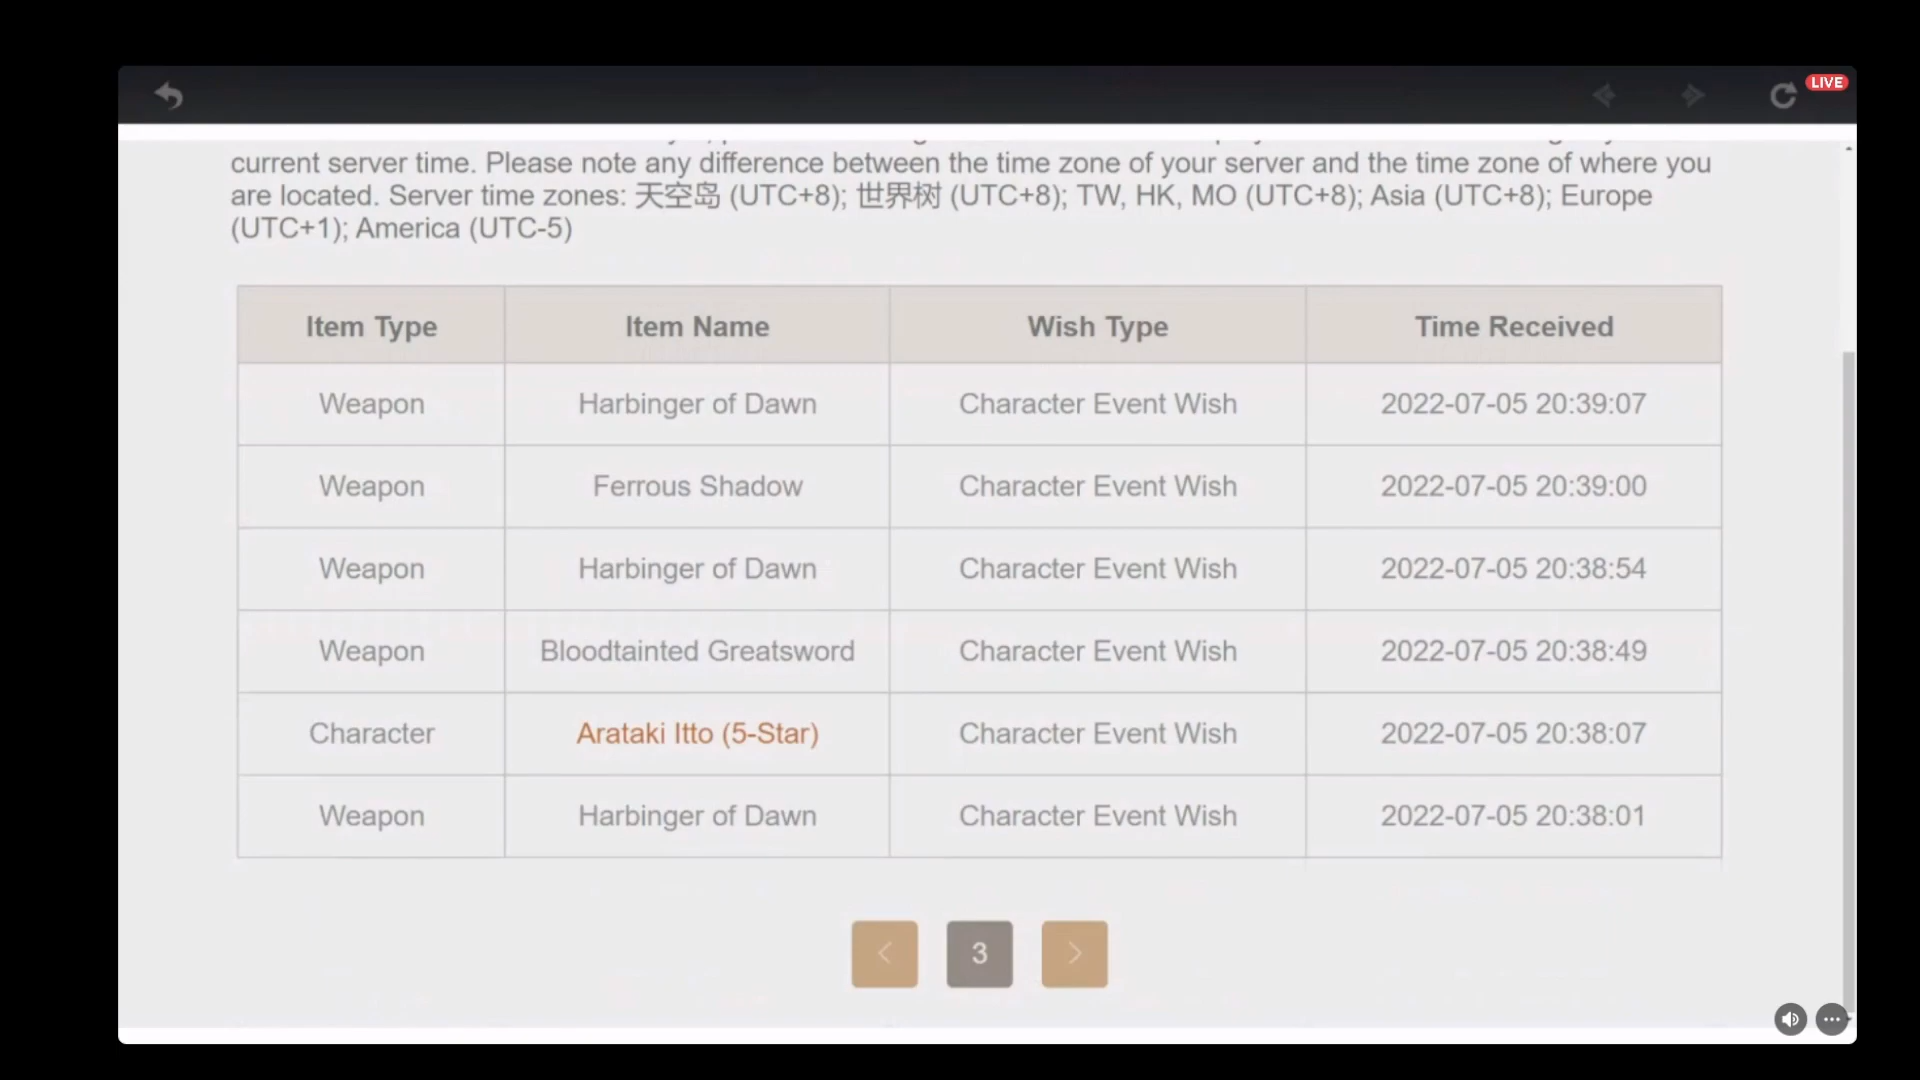 LIVE
current server time. Please note any difference between the time zone of your server and the time zone of where you
are located. Server time zones: 天空岛 (UTC+8); 世界树 (UTC+8); TW, HK, MO (UTC+8); Asia (UTC+8); Europe
(UTC+1); America (UTC-5)
Item Type Item Name Wish Type Time Received
Weapon Harbinger of Dawn Character Event Wish 2022-07-05 20:39:07
Weapon Ferrous Shadow Character Event Wish 2022-07-05 20:39:00
Weapon Harbinger of Dawn Character Event Wish 2022-07-05 20:38:54
Weapon Bloodtainted Greatsword Character Event Wish 2022-07-05 20:38:49
Character Arataki Itto (5-Star) Character Event Wish 2022-07-05 20:38:07
Weapon Harbinger of Dawn Character Event Wish 2022-07-05 20:38:01
3